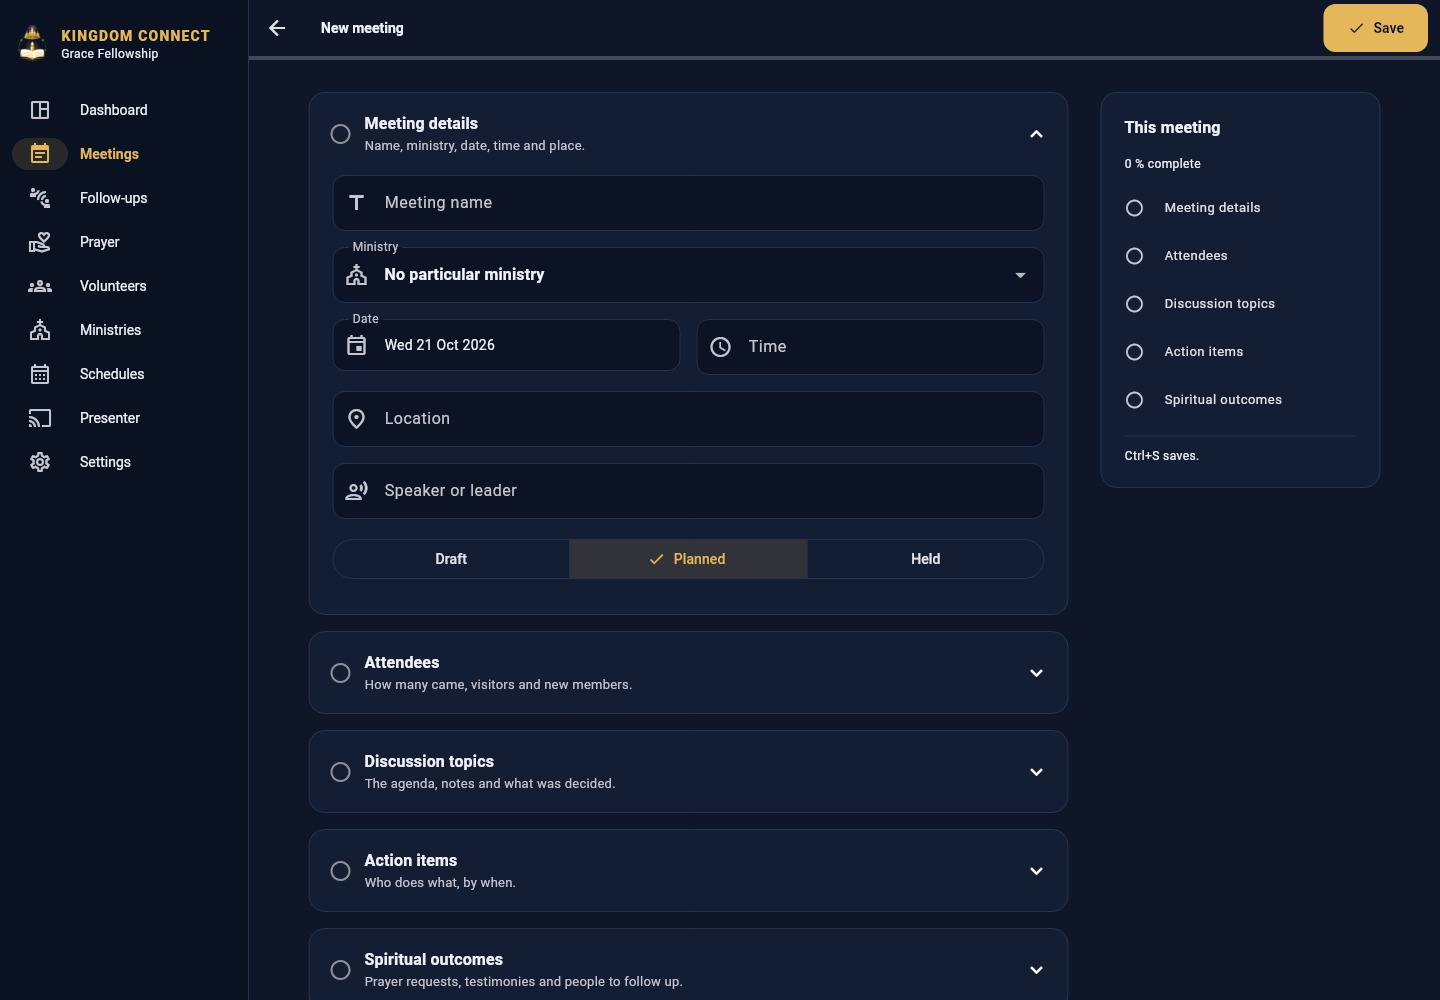 KINGDOM CONNECT
Grace Fellowship
Dashboard
Meetings
Follow-ups
Prayer
Volunteers
Ministries
Schedules
Presenter
Settings
New meeting
Save
Meeting details
Name, ministry, date, time and place.
Meeting name
Ministry
No particular ministry
Date
Wed 21 Oct 2026
Time
Location
Speaker or leader
Draft
Planned
Held
Attendees
How many came, visitors and new members.
Discussion topics
The agenda, notes and what was decided.
Action items
Who does what, by when.
Spiritual outcomes
Prayer requests, testimonies and people to follow up.
This meeting
0 % complete
Meeting details
Attendees
Discussion topics
Action items
Spiritual outcomes
Ctrl+S saves.